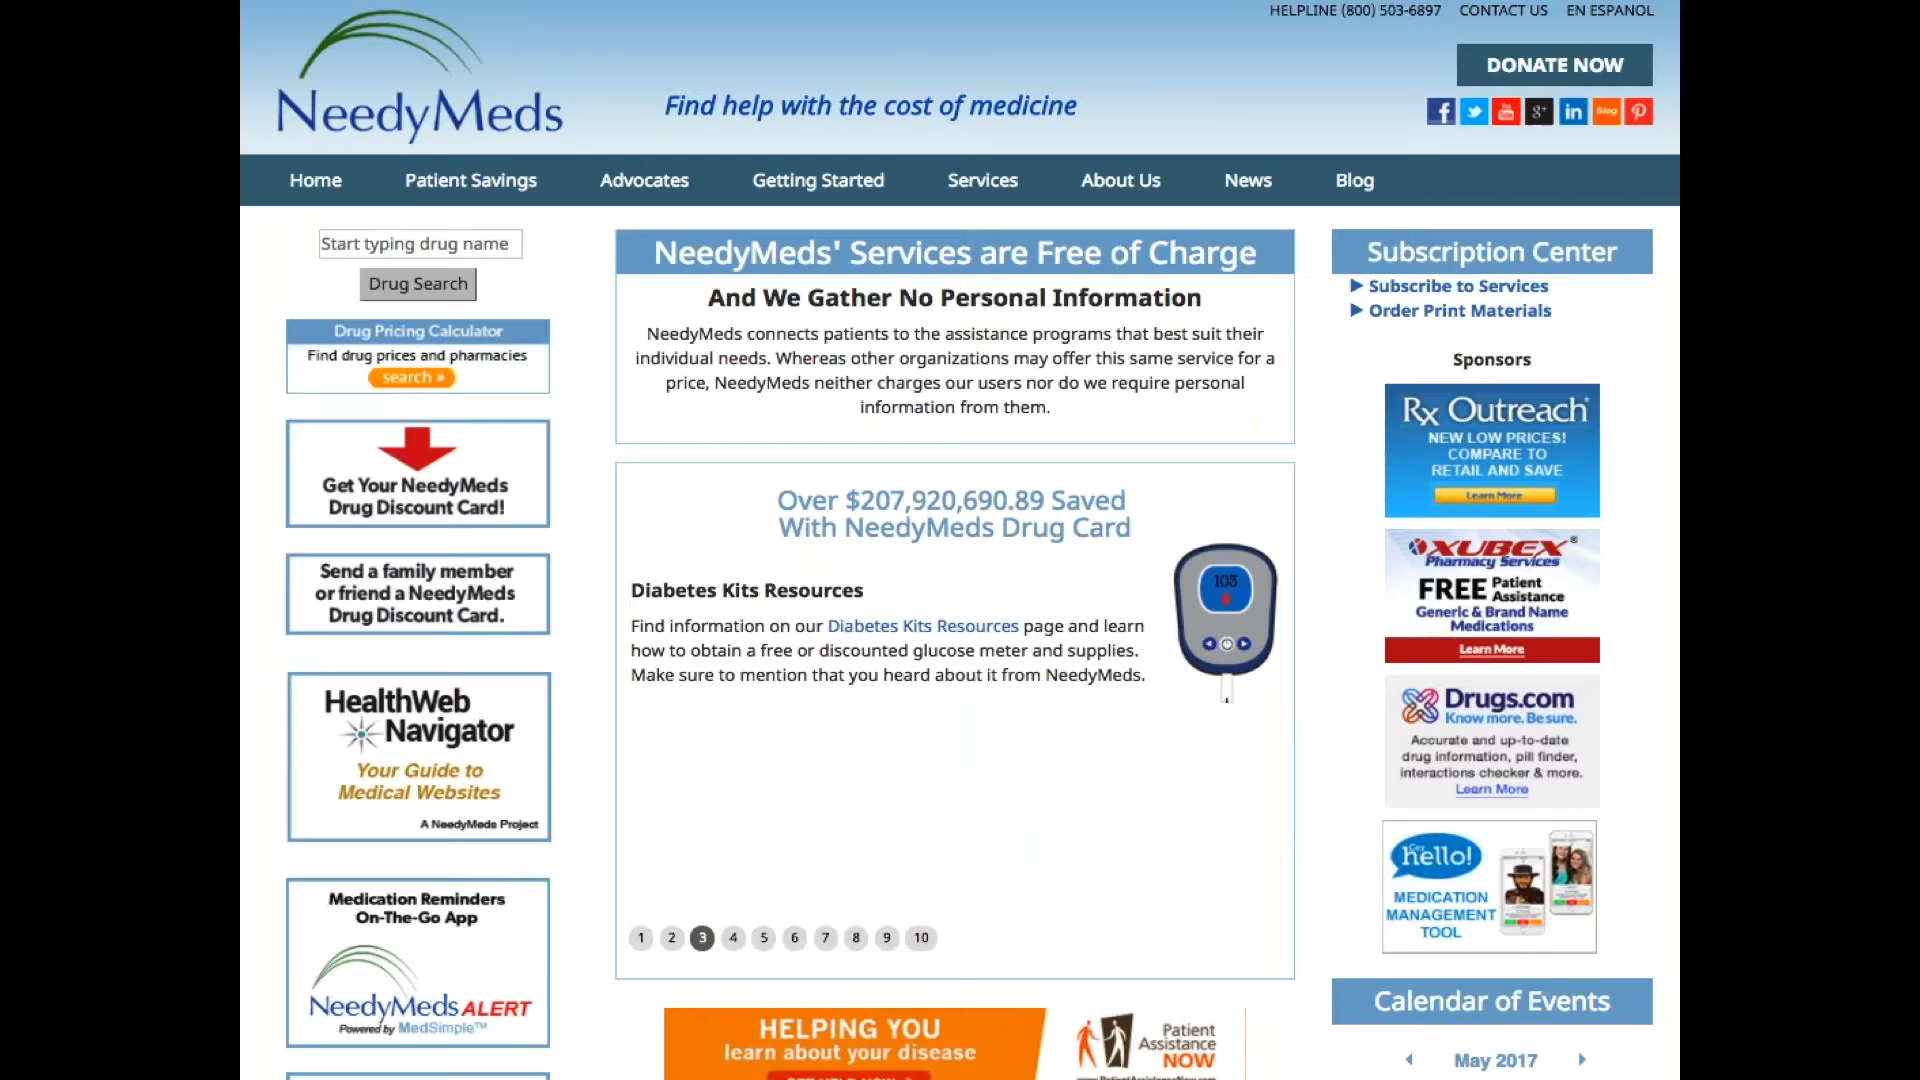 HELPLINE (800) 503-6897 CONTACT US EN ESPANOL
DONATE NOW
NeedyMeds
Find help with the cost of medicine
Blog
Home Patient Savings Advocates Getting Started Services About Us News Blog
Start typing drug name
Drug Search
Drug Pricing Calculator
Find drug prices and pharmacies
search »
Get Your NeedyMeds
Drug Discount Card!
Send a family member
or friend a NeedyMeds
Drug Discount Card.
HealthWeb
Navigator
Your Guide to
Medical Websites
A NeedyMeds Project
Medication Reminders
On-The-Go App
NeedyMeds ALERT
Powered by MedSimple™
NeedyMeds' Services are Free of Charge
And We Gather No Personal Information
NeedyMeds connects patients to the assistance programs that best suit their
individual needs. Whereas other organizations may offer this same service for a
price, NeedyMeds neither charges our users nor do we require personal
information from them.
Over $207,920,690.89 Saved
With NeedyMeds Drug Card
103
Diabetes Kits Resources
Find information on our Diabetes Kits Resources page and learn
how to obtain a free or discounted glucose meter and supplies.
Make sure to mention that you heard about it from NeedyMeds.
1 2 3 4 5 6 7 8 9 10
HELPING YOU
learn about your disease
Patient
Assistance
NOW
Subscription Center
Subscribe to Services
Order Print Materials
Sponsors
Rx Outreach
NEW LOW PRICES!
COMPARE TO
RETAIL AND SAVE
Learn More
XUBEX®
Pharmacy Services
FREE Patient
Assistance
Generic & Brand Name
Medications
Learn More
Drugs.com
Know more. Be sure.
Accurate and up-to-date
drug information, pill finder,
interactions checker & more.
Learn More
hello!
MEDICATION
MANAGEMENT
TOOL
Calendar of Events
May 2017